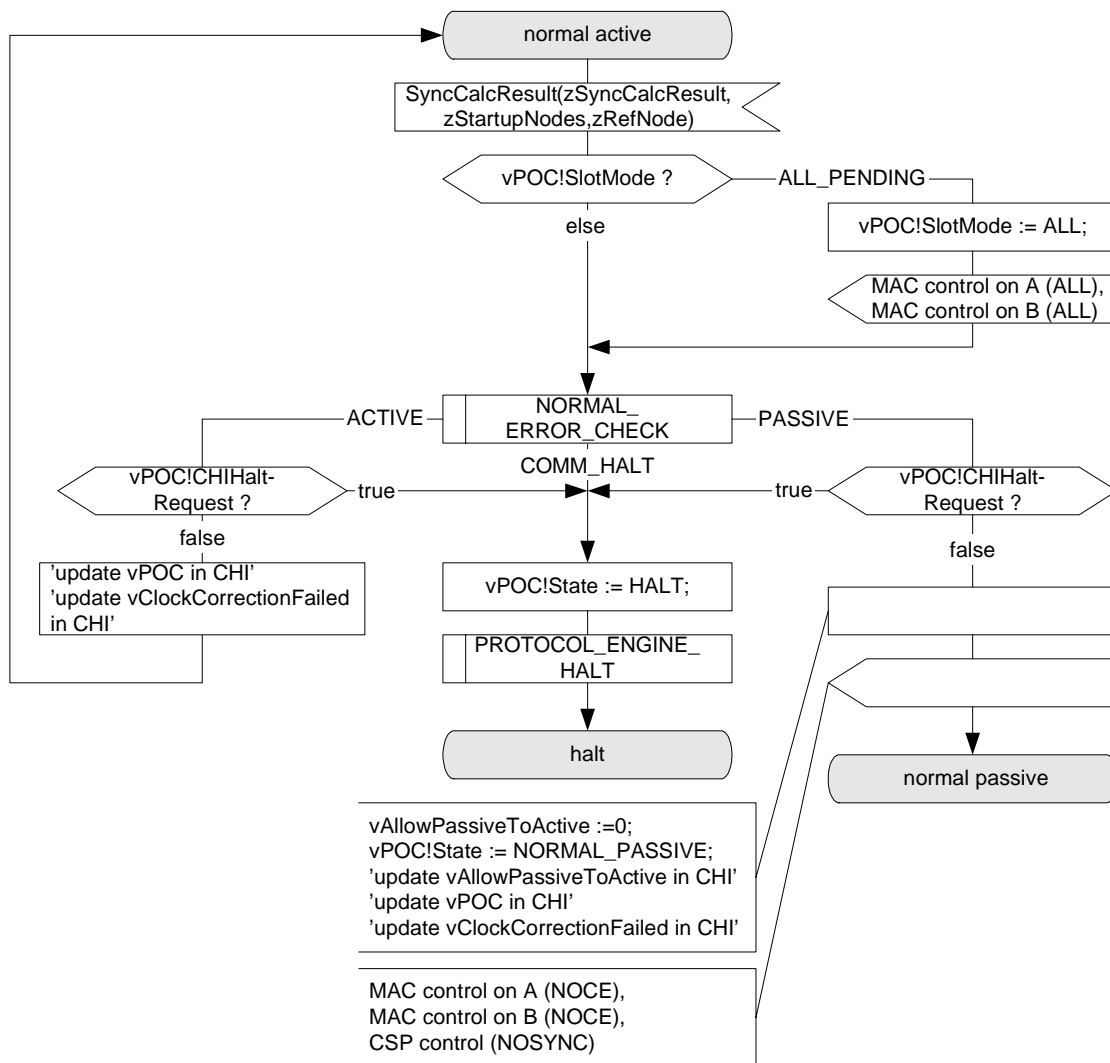 normal active
SyncCalcResult(zSyncCalcResult,
zStartupNodes,zRefNode)
vPOC!SlotMode ?
ALL_PENDING
else
vPOC!SlotMode := ALL;
MAC control on A (ALL),
MAC control on B (ALL)
ACTIVE
NORMAL_
ERROR_CHECK
PASSIVE
COMM_HALT
vPOC!CHIHalt-
Request ?
true
true
vPOC!CHIHalt-
Request ?
false
false
’update vPOC in CHI’
’update vClockCorrectionFailed
in CHI’
vPOC!State := HALT;
PROTOCOL_ENGINE_
HALT
halt
normal passive
vAllowPassiveToActive :=0;
vPOC!State := NORMAL_PASSIVE;
’update vAllowPassiveToActive in CHI’
’update vPOC in CHI’
’update vClockCorrectionFailed in CHI’
MAC control on A (NOCE),
MAC control on B (NOCE),
CSP control (NOSYNC)